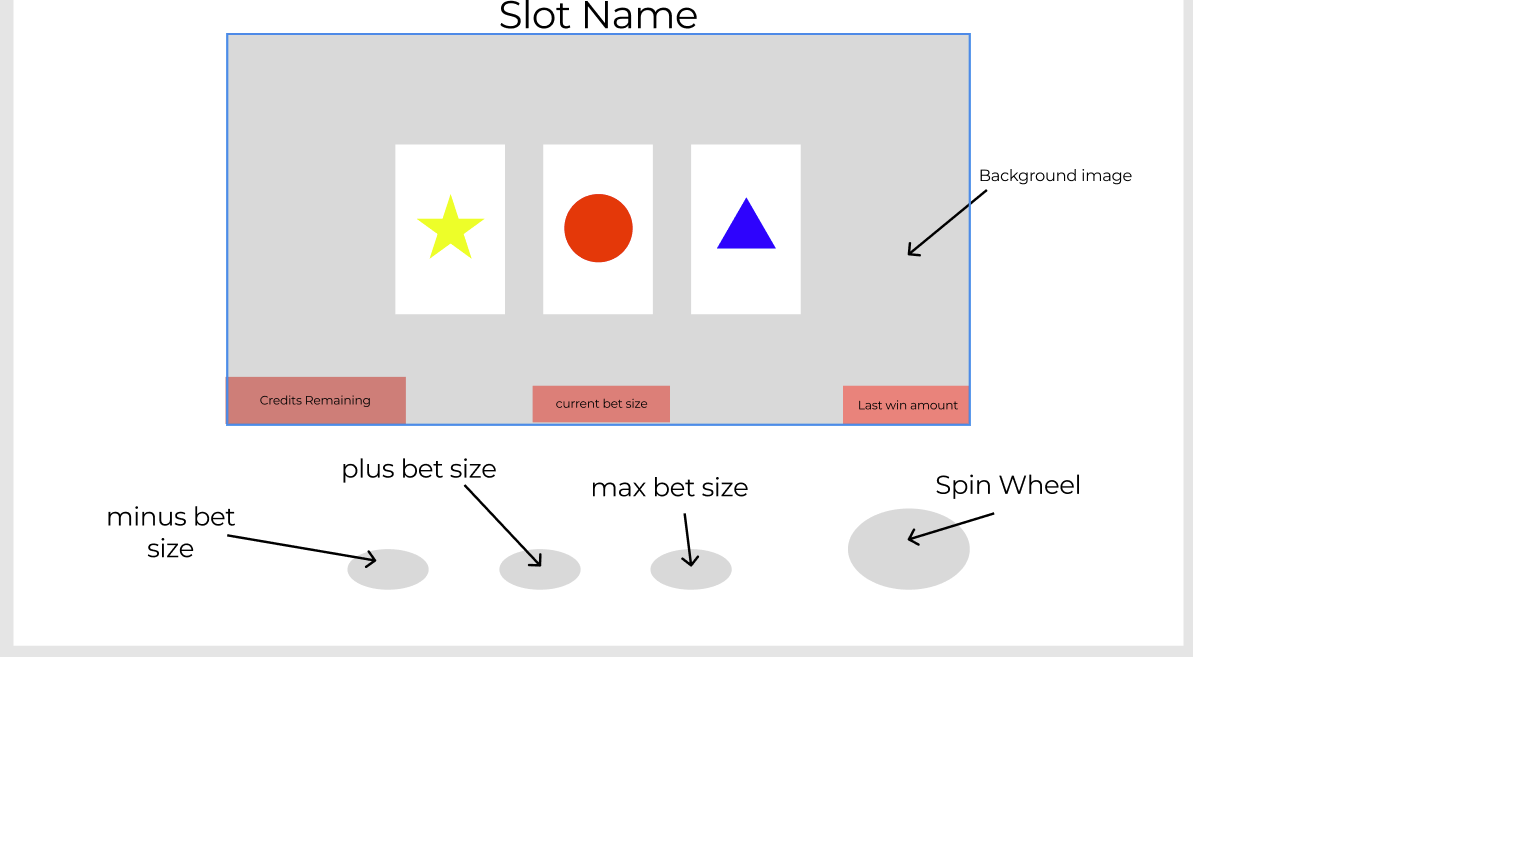 Slot Name
Background image
Credits Remaining
current bet size
Last win amount
plus bet size
max bet size
Spin Wheel
minus bet
size